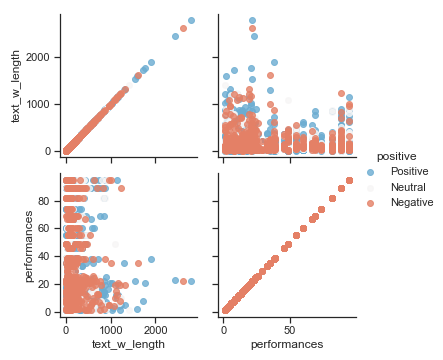 text_w_length
2000
1000
0
positive
Positive
Neutral
Negative
performances
80
60
40
20
0
0 1000 2000
text_w_length
0 50
performances